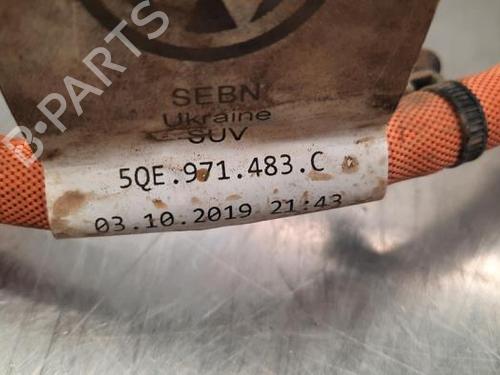 B-PARTS
SEBN
Ukraine
SUV
5QE.971.483.C
03.10.2019 21:43